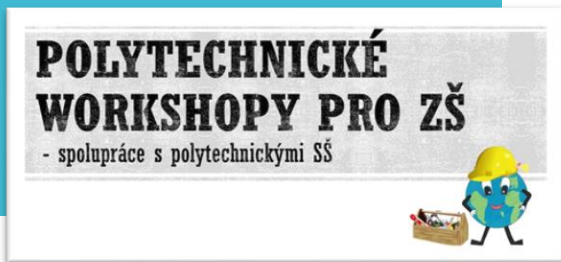 POLYTECHNICKÉ
WORKSHOPY PRO ZŠ
- spolupráce s polytechnickými SŠ